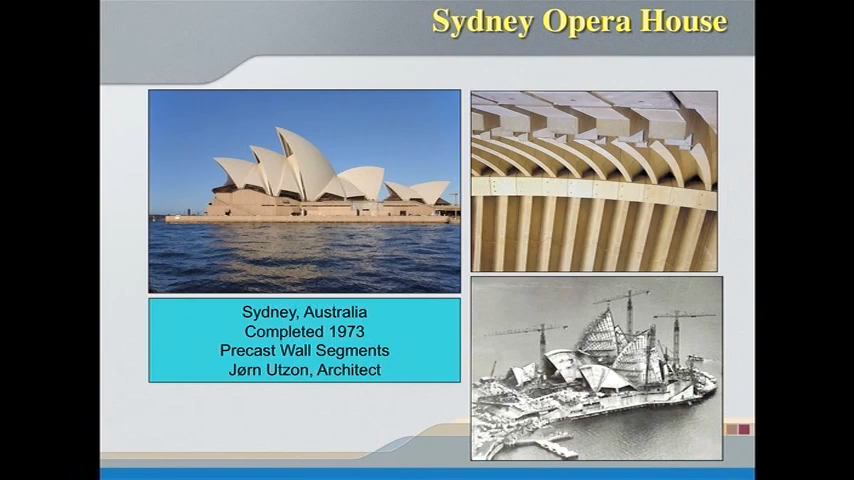 Sydney Opera House
Sydney, Australia
Completed 1973
Precast Wall Segments
Jørn Utzon, Architect